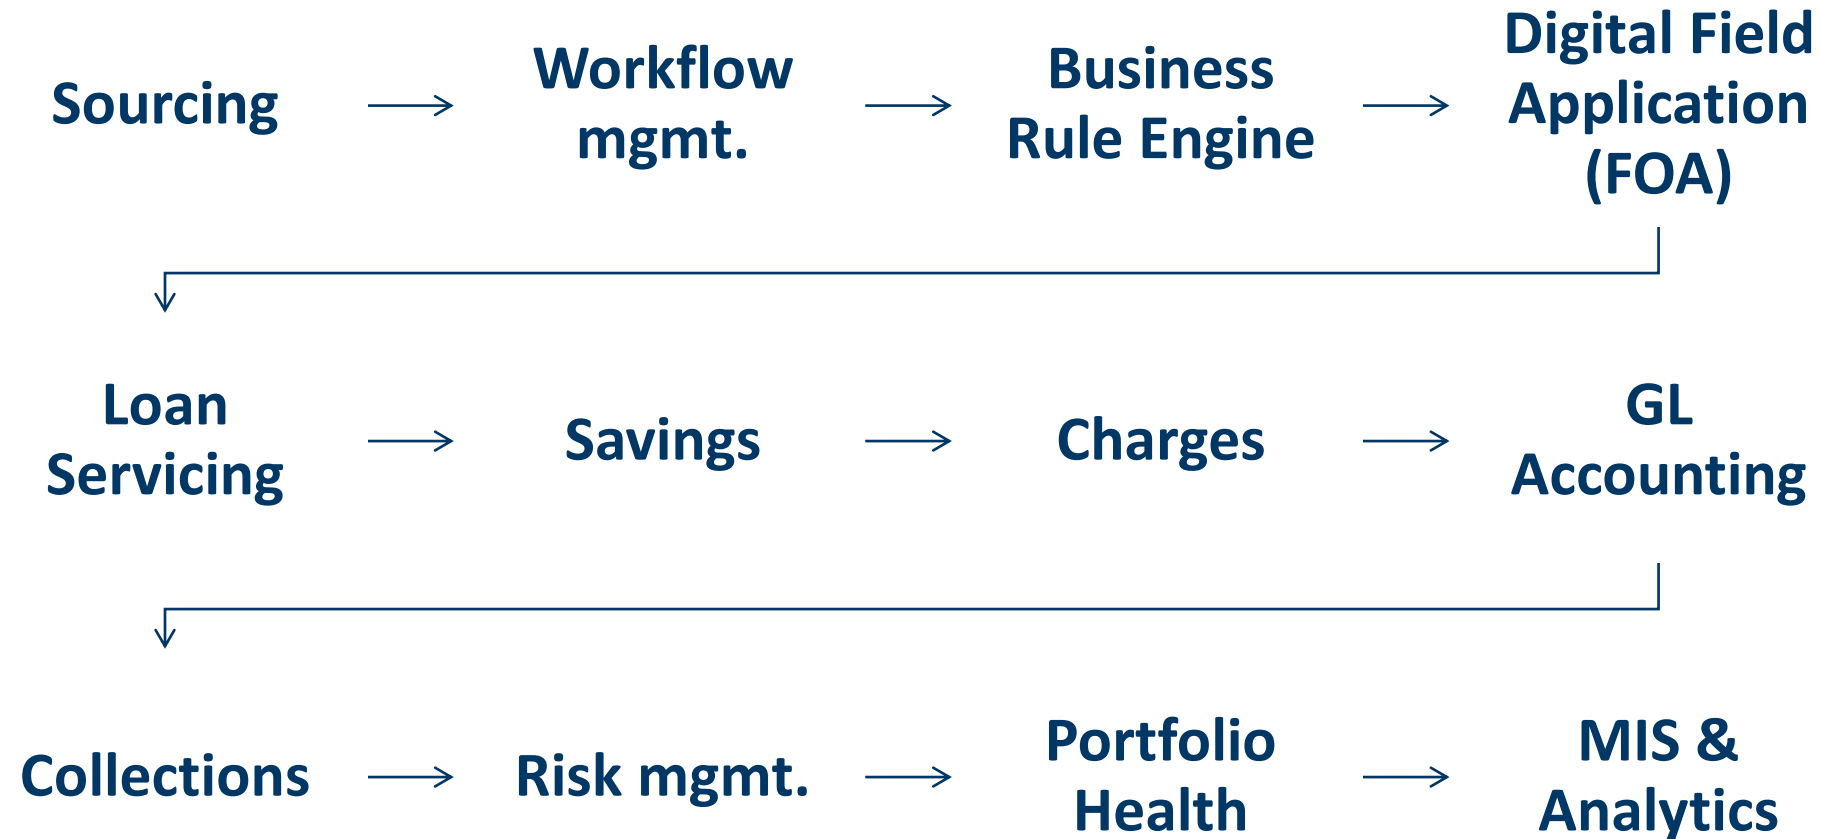 Sourcing
Workflow
mgmt.
Business
Rule Engine
Digital Field
Application
(FOA)
Loan
Servicing
Savings
Charges
GL
Accounting
Collections
Risk mgmt.
Portfolio
Health
MIS &
Analytics